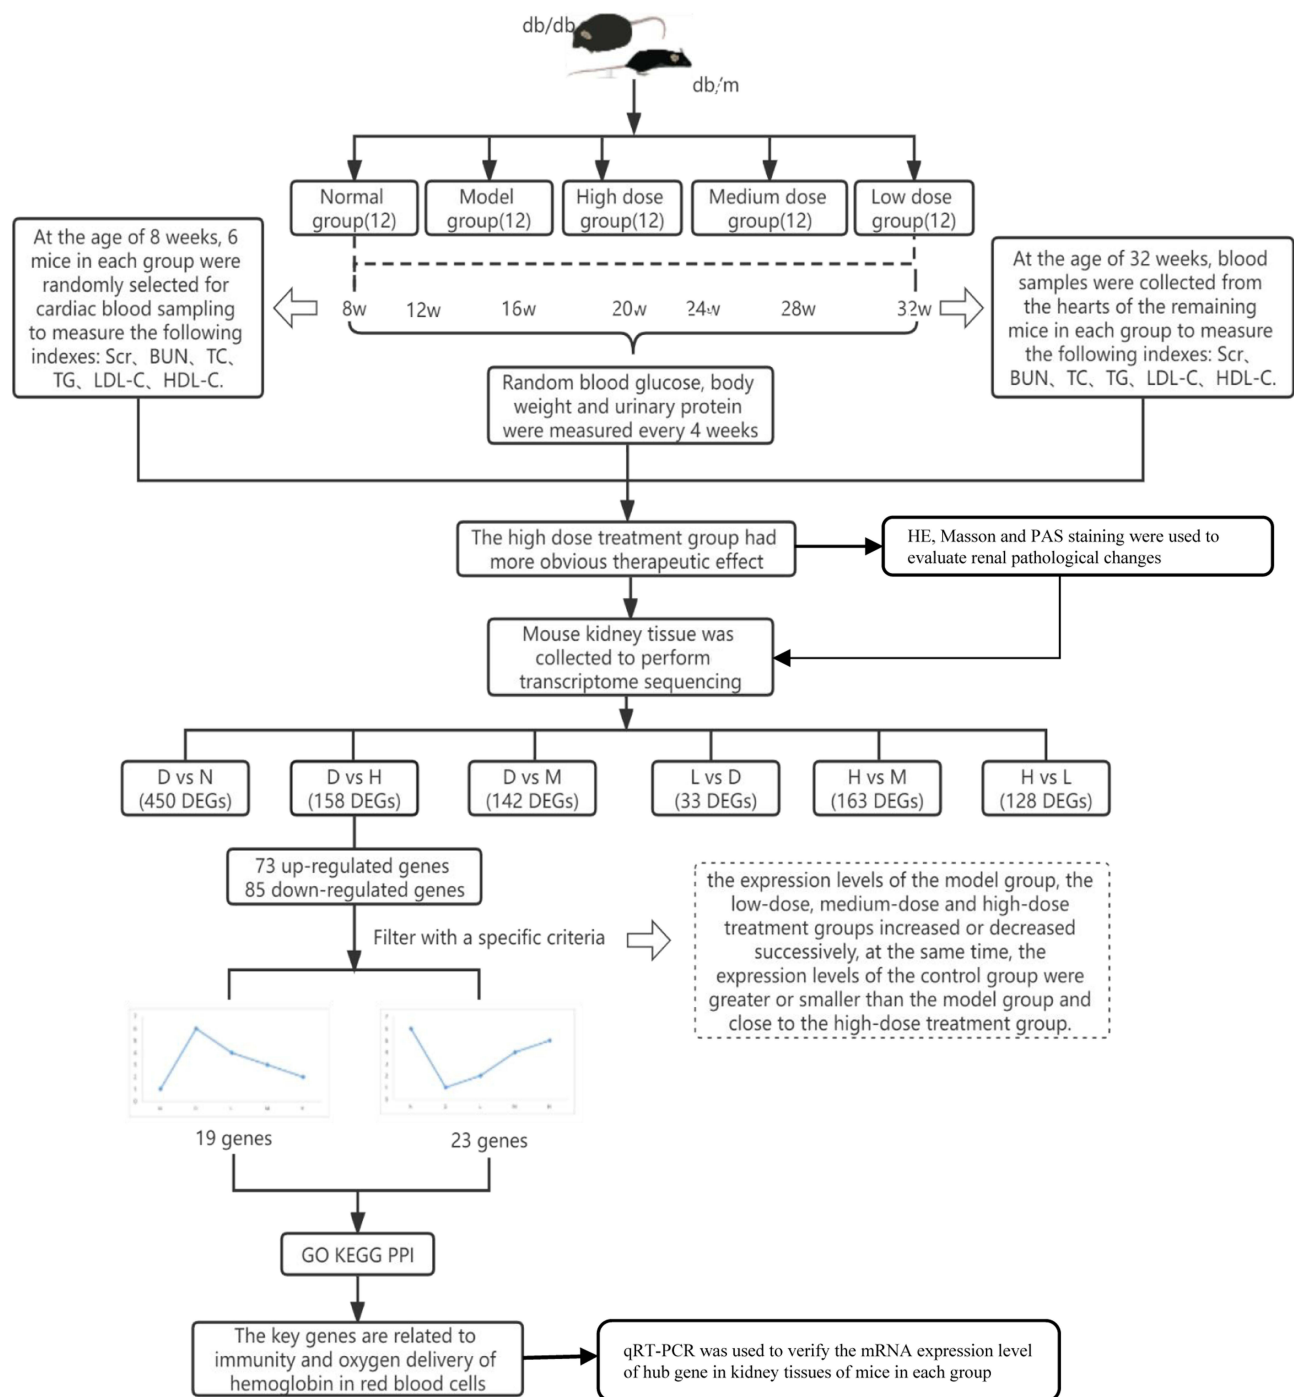 db/db
db/m
Normal
group(12)
Model
group(12)
High dose
group(12)
Medium dose
group(12)
Low dose
group(12)
At the age of 8 weeks, 6
mice in each group were
randomly selected for
cardiac blood sampling
to measure the following
indexes: Scr、BUN、TC、
TG、LDL-C、HDL-C.
8w
12w
16w
20w
24w
28w
32w
At the age of 32 weeks, blood
samples were collected from
the hearts of the remaining
mice in each group to measure
the following indexes: Scr、
BUN、TC、TG、LDL-C、HDL-C.
Random blood glucose, body
weight and urinary protein
were measured every 4 weeks
The high dose treatment group had
more obvious therapeutic effect
HE, Masson and PAS staining were used to
evaluate renal pathological changes
Mouse kidney tissue was
collected to perform
transcriptome sequencing
D vs N
(450 DEGs)
D vs H
(158 DEGs)
D vs M
(142 DEGs)
L vs D
(33 DEGs)
H vs M
(163 DEGs)
H vs L
(128 DEGs)
73 up-regulated genes
85 down-regulated genes
Filter with a specific criteria
the expression levels of the model group, the
low-dose, medium-dose and high-dose
treatment groups increased or decreased
successively, at the same time, the
expression levels of the control group were
greater or smaller than the model group and
close to the high-dose treatment group.
19 genes
23 genes
GO KEGG PPI
The key genes are related to
immunity and oxygen delivery of
hemoglobin in red blood cells
qRT-PCR was used to verify the mRNA expression level
of hub gene in kidney tissues of mice in each group